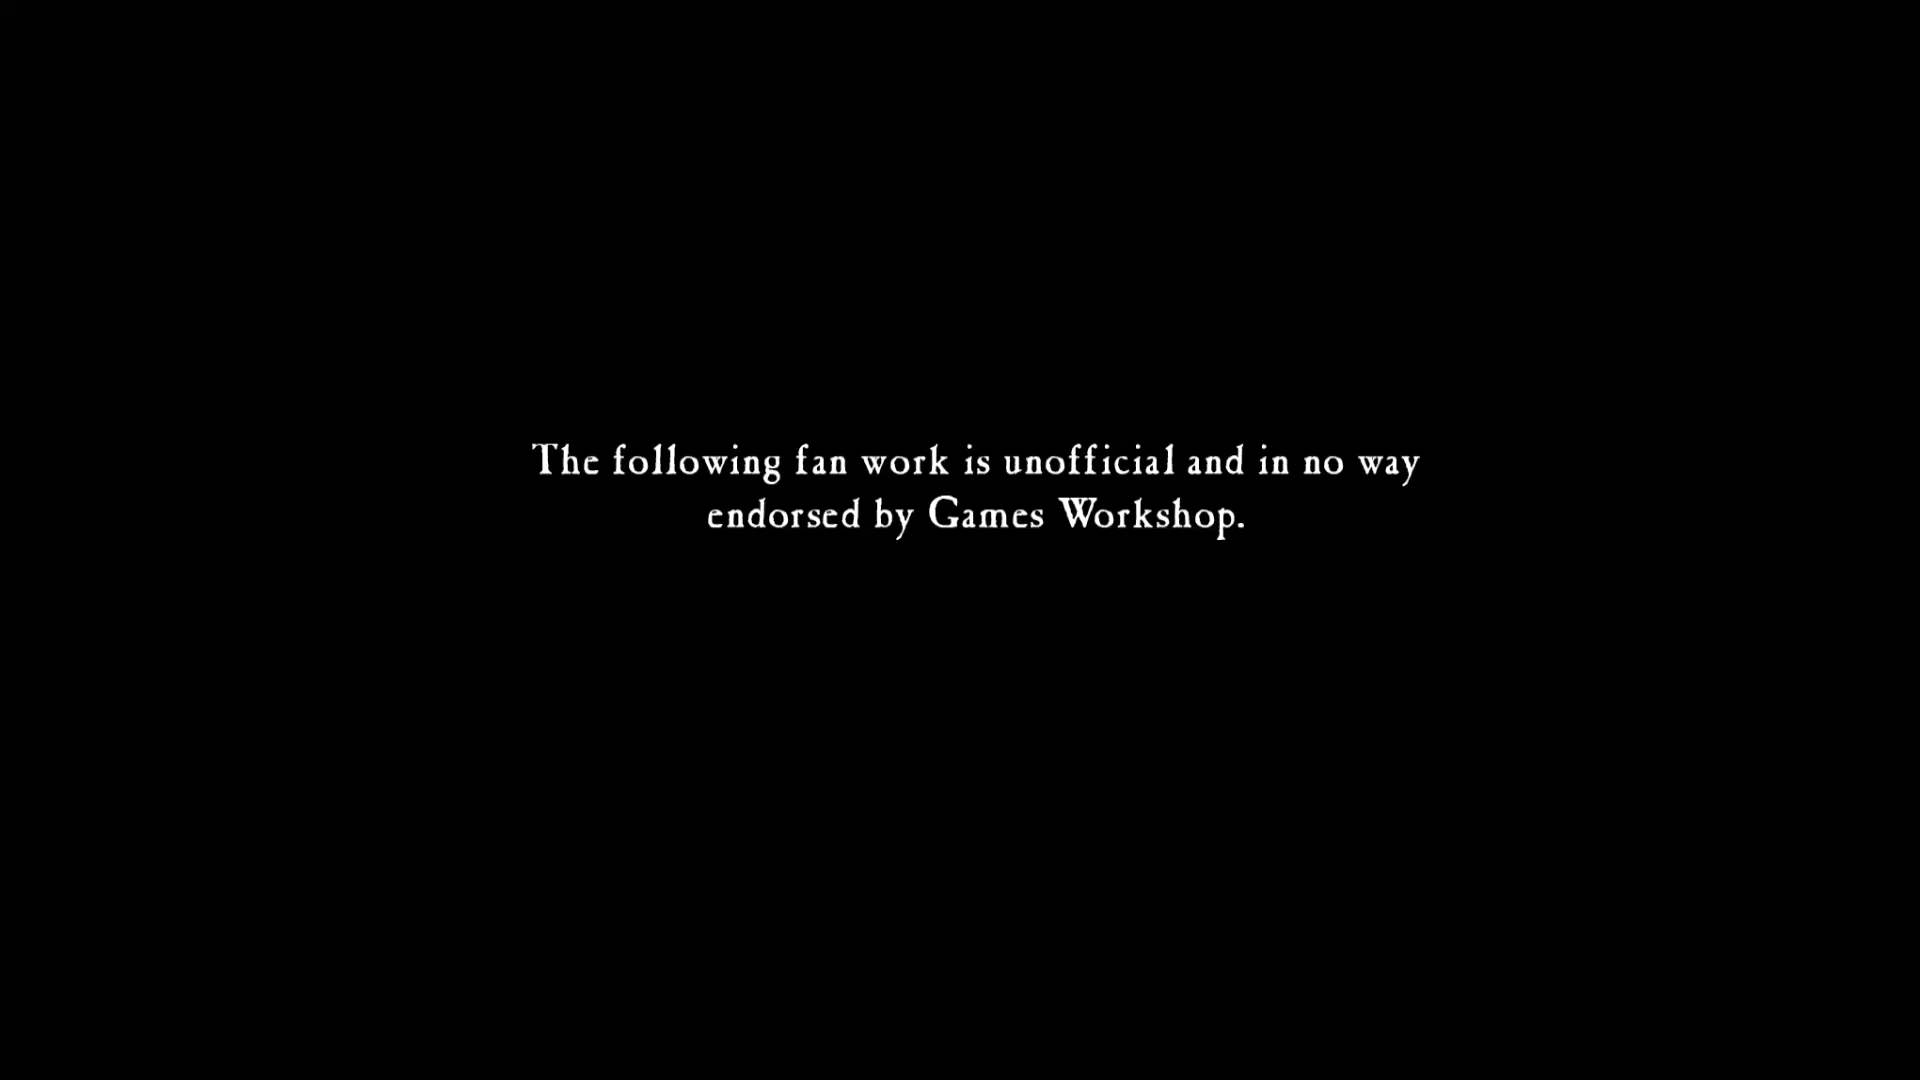 The following fan work is unofficial and in no way
endorsed by Games Workshop.